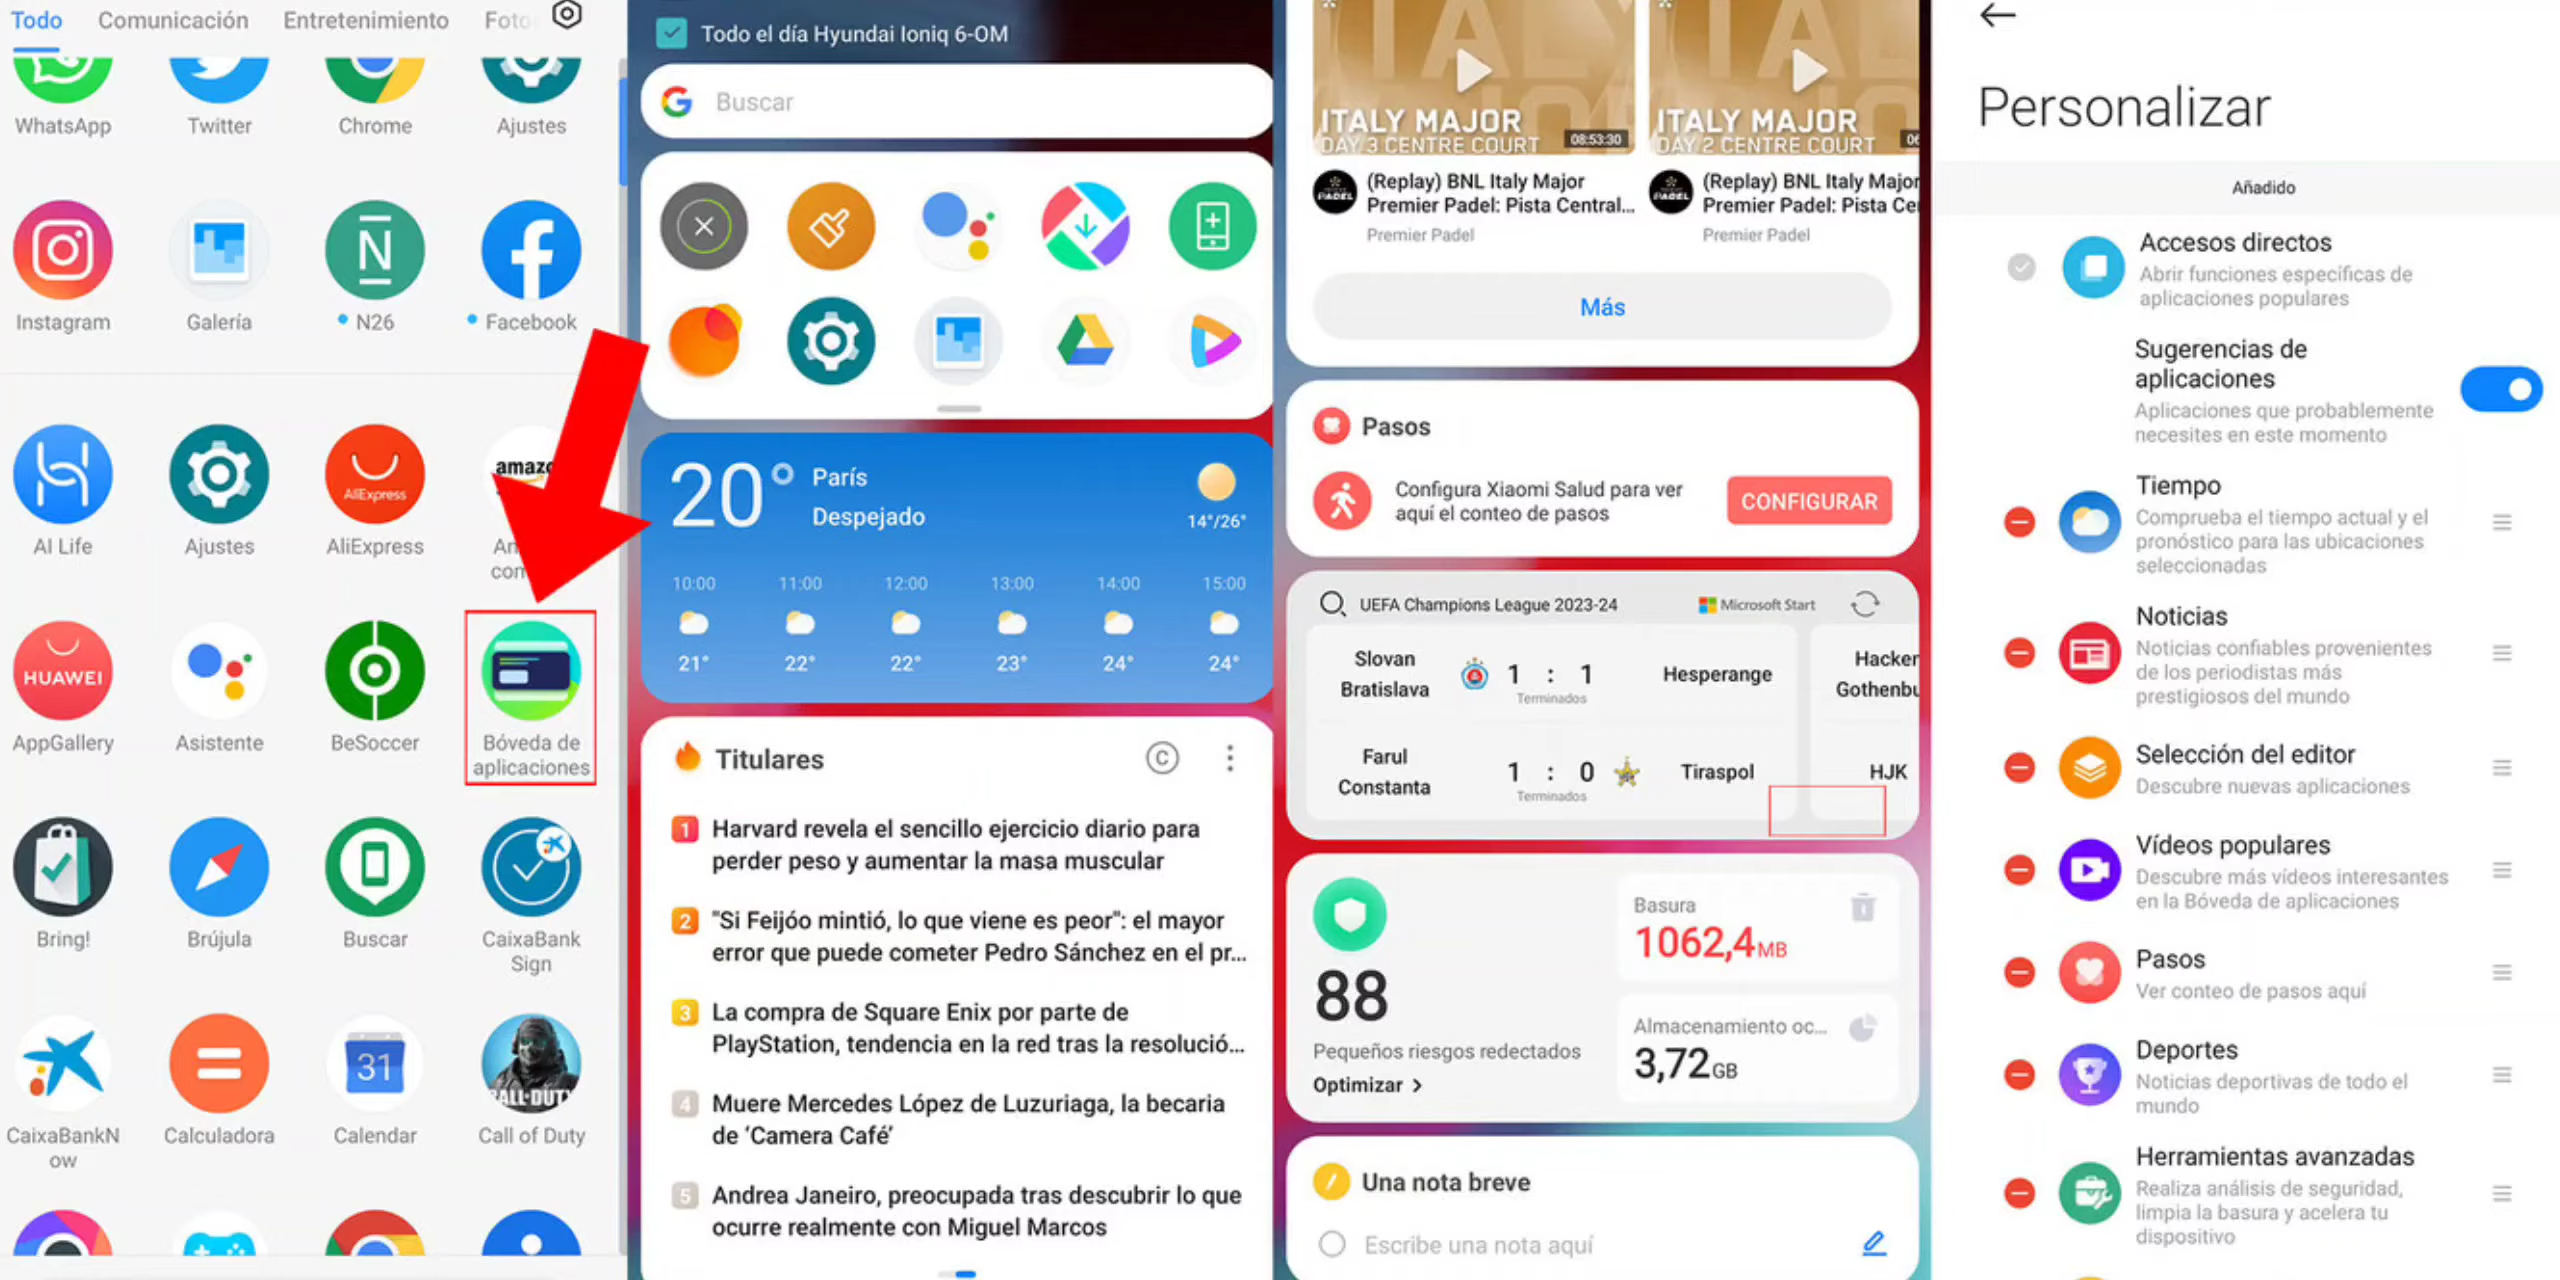 Todo Comunicación Entretenimiento Foto
WhatsApp Twitter Chrome Ajustes
Instagram Galería N26 Facebook
AliExpress
amazo
AI Life Ajustes AliExpress Am
com
HUAWEI
AppGallery Asistente BeSoccer Bóveda de
aplicaciones
Bring! Brújula Buscar CaixaBank
Sign
31
CALL-DUTY
CaixaBankN
ow
Calculadora Calendar Call of Duty
Todo el día Hyundai Ioniq 6-OM
Buscar
20°
París
Despejado
14°/26°
10:00 11:00 12:00 13:00 14:00 15:00
21° 22° 22° 23° 24° 24°
Titulares
1 Harvard revela el sencillo ejercicio diario para
perder peso y aumentar la masa muscular
2 "Si Feijóo mintió, lo que viene es peor": el mayor
error que puede cometer Pedro Sánchez en el pr...
3 La compra de Square Enix por parte de
PlayStation, tendencia en la red tras la resolució...
4 Muere Mercedes López de Luzuriaga, la becaria
de ‘Camera Café’
5 Andrea Janeiro, preocupada tras descubrir lo que
ocurre realmente con Miguel Marcos
ITALY MAJOR
DAY 3 CENTRE COURT
08:53:30
(Replay) BNL Italy Major
Premier Padel: Pista Central...
Premier Padel
ITALY MAJOR
DAY 2 CENTRE COURT
06
(Replay) BNL Italy Major
Premier Padel: Pista Ce
Premier Padel
Más
Pasos
Configura Xiaomi Salud para ver
aquí el conteo de pasos
CONFIGURAR
UEFA Champions League 2023-24
Microsoft Start
Slovan
Bratislava
1 : 1
Terminados
Hesperange
Hacken
Gothenbu
Farul
Constanta
1 : 0
Terminados
Tiraspol
HJK
88
Pequeños riesgos redectados
Optimizar >
Basura
1062,4MB
Almacenamiento oc...
3,72GB
Una nota breve
Escribe una nota aquí
Personalizar
Añadido
Accesos directos
Abrir funciones específicas de
aplicaciones populares
Sugerencias de
aplicaciones
Aplicaciones que probablemente
necesites en este momento
Tiempo
Comprueba el tiempo actual y el
pronóstico para las ubicaciones
seleccionadas
Noticias
Noticias confiables provenientes
de los periodistas más
prestigiosos del mundo
Selección del editor
Descubre nuevas aplicaciones
Vídeos populares
Descubre más vídeos interesantes
en la Bóveda de aplicaciones
Pasos
Ver conteo de pasos aquí
Deportes
Noticias deportivas de todo el
mundo
Herramientas avanzadas
Realiza análisis de seguridad,
limpia la basura y acelera tu
dispositivo